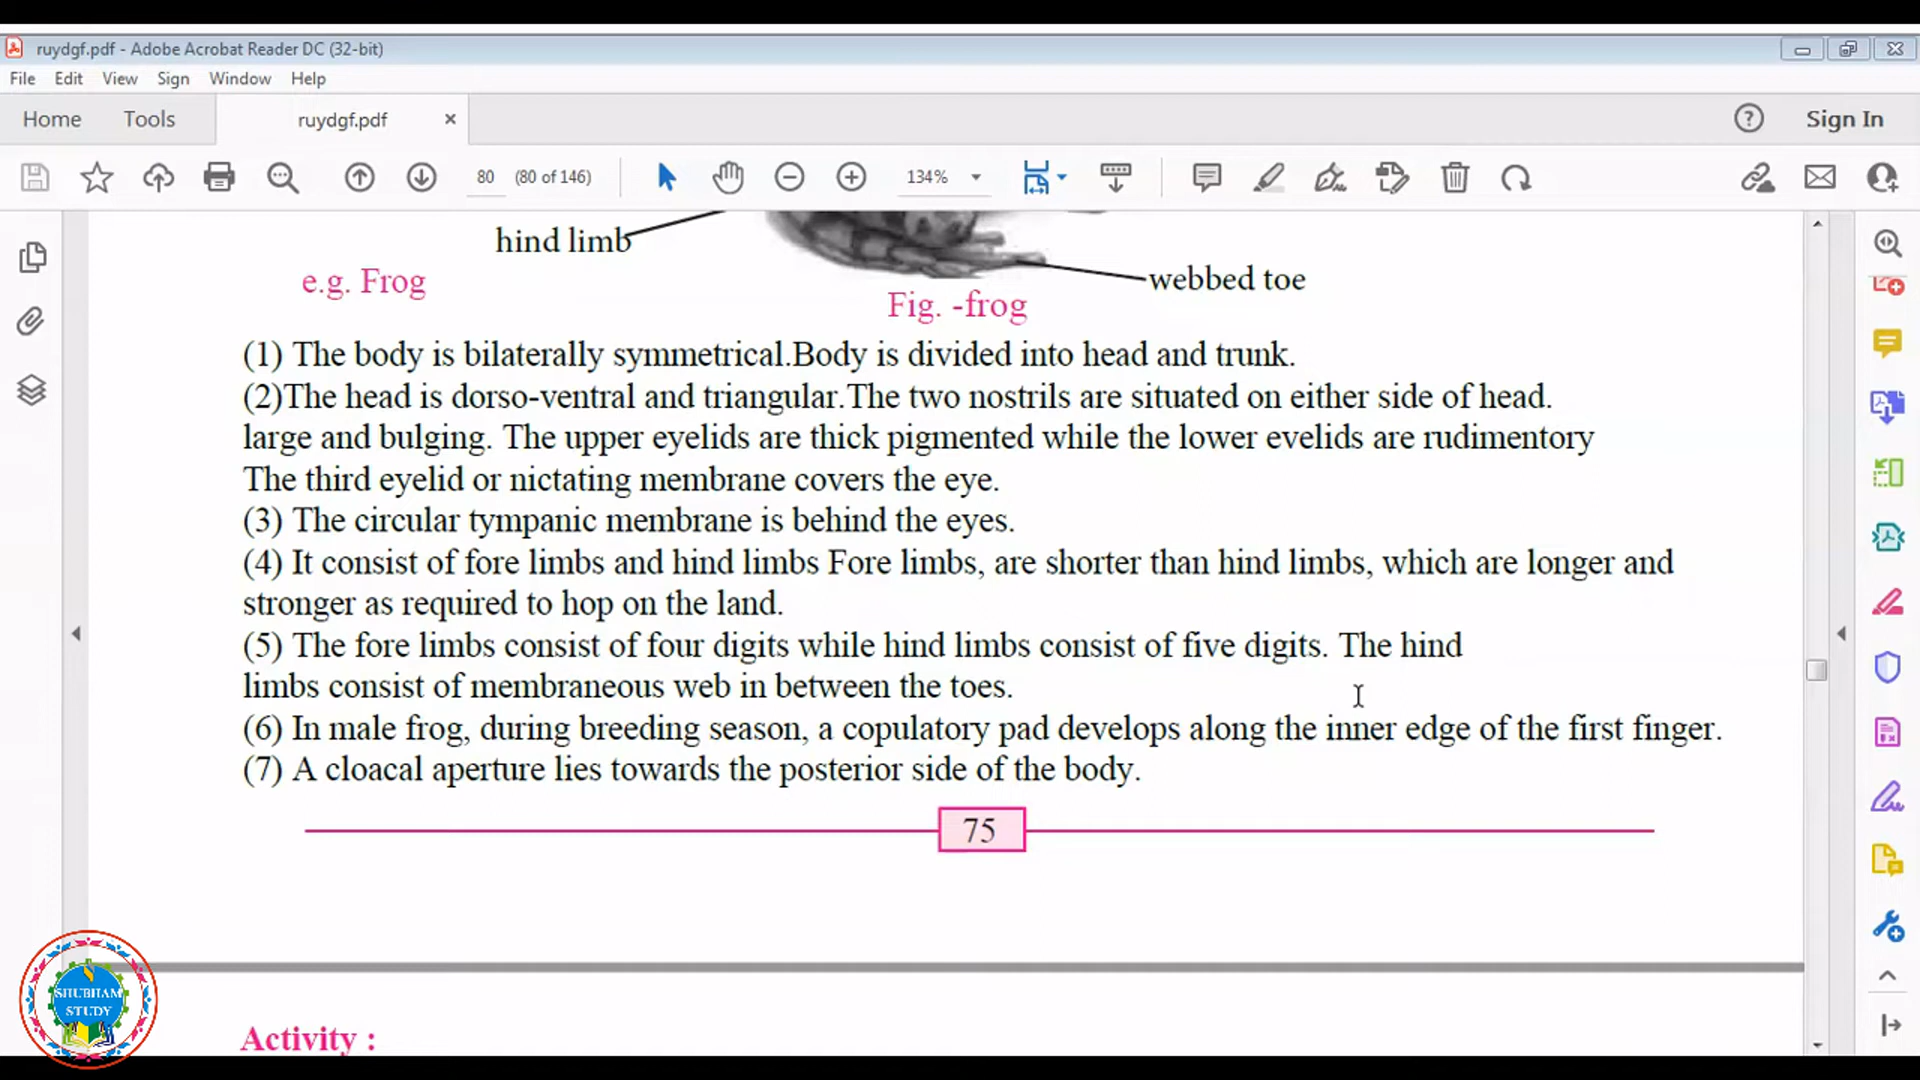 ruydgf.pdf - Adobe Acrobat Reader DC (32-bit)
File Edit View Sign Window Help
Home Tools ruydgf.pdf × ? Sign In
80 (80 of 146) 134%
hind limb
webbed toe
e.g. Frog
Fig. -frog
(1) The body is bilaterally symmetrical.Body is divided into head and trunk.
(2)The head is dorso-ventral and triangular.The two nostrils are situated on either side of head.
large and bulging. The upper eyelids are thick pigmented while the lower evelids are rudimentory
The third eyelid or nictating membrane covers the eye.
(3) The circular tympanic membrane is behind the eyes.
(4) It consist of fore limbs and hind limbs Fore limbs, are shorter than hind limbs, which are longer and
stronger as required to hop on the land.
(5) The fore limbs consist of four digits while hind limbs consist of five digits. The hind
limbs consist of membraneous web in between the toes.
(6) In male frog, during breeding season, a copulatory pad develops along the inner edge of the first finger.
(7) A cloacal aperture lies towards the posterior side of the body.
75
SHUBHAM
STUDY
Activity :